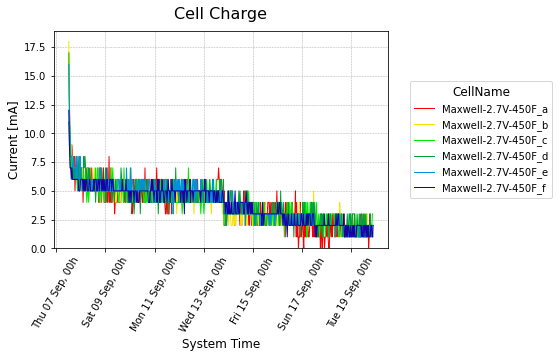 Cell Charge
Current [mA]
17.5
15.0
12.5
10.0
7.5
5.0
2.5
0.0
Thu 07 Sep, 00h
Sat 09 Sep, 00h
Mon 11 Sep, 00h
Wed 13 Sep, 00h
Fri 15 Sep, 00h
Sun 17 Sep, 00h
Tue 19 Sep, 00h
System Time
CellName
Maxwell-2.7V-450F_a
Maxwell-2.7V-450F_b
Maxwell-2.7V-450F_c
Maxwell-2.7V-450F_d
Maxwell-2.7V-450F_e
Maxwell-2.7V-450F_f